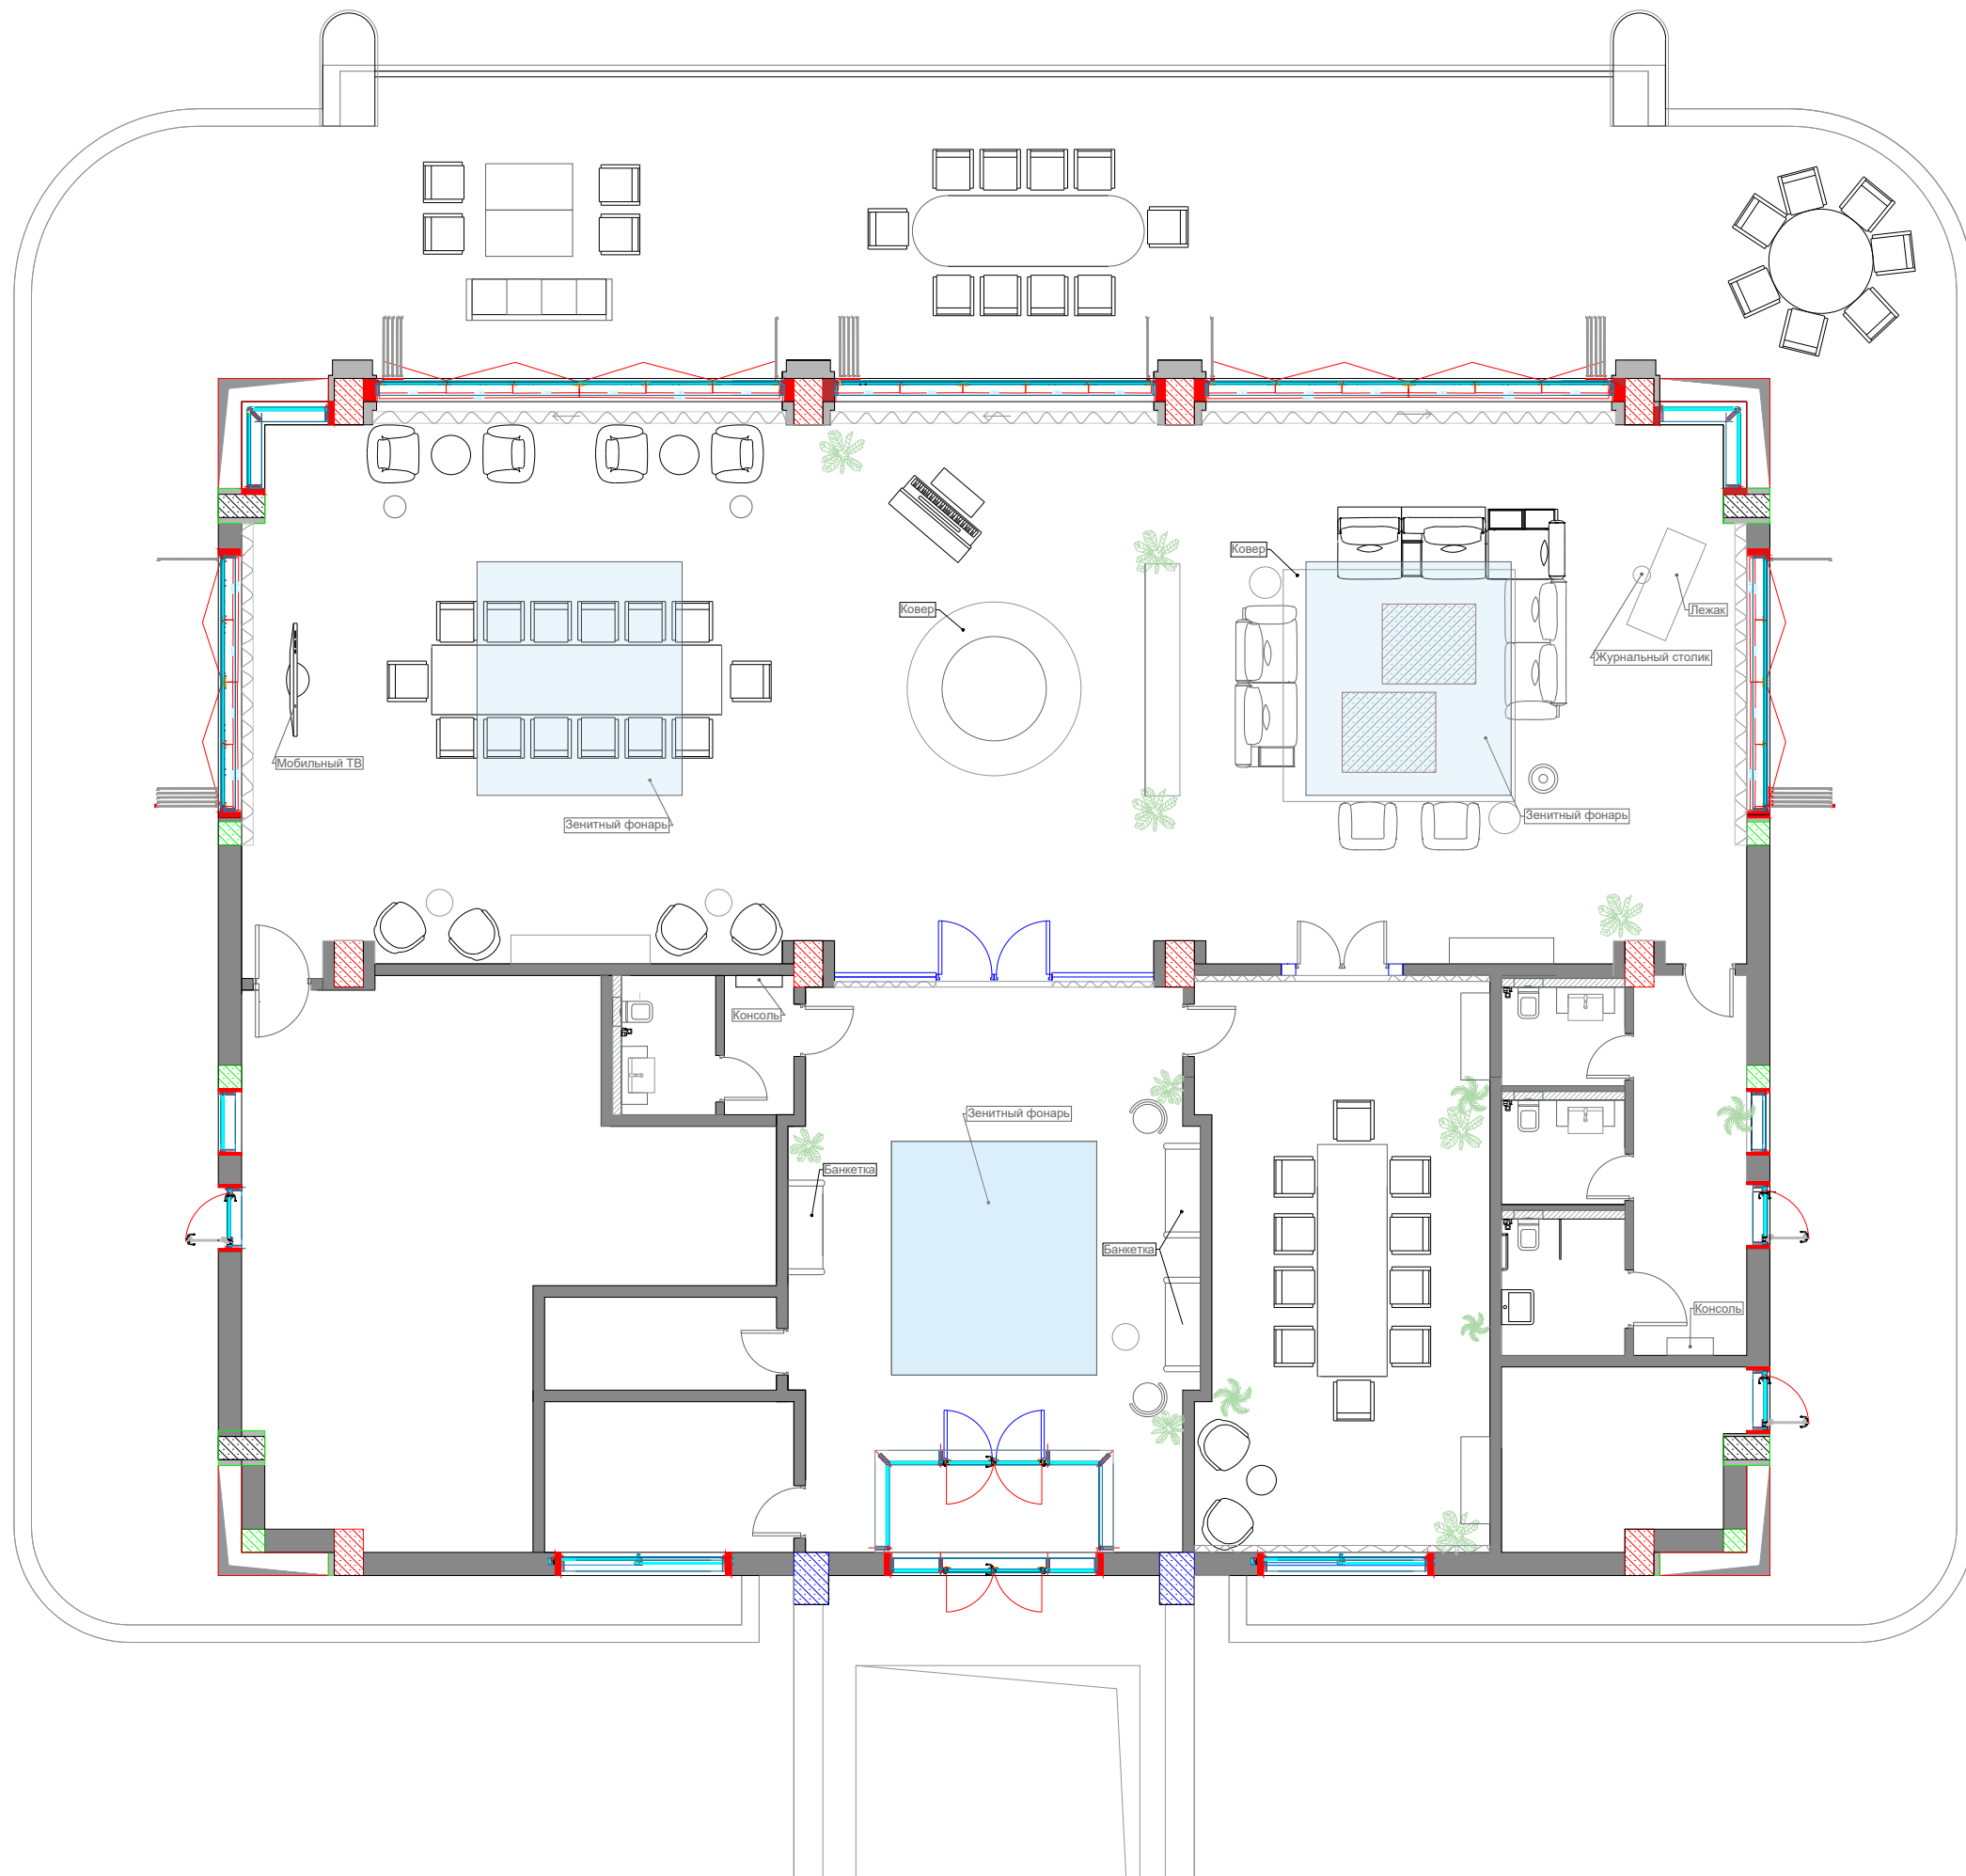 Ковер
Ковер
Лежак
Журнальный столик
Мобильный ТВ
Зенитный фонарь
Зенитный фонарь
Консоль
Зенитный фонарь
Банкетка
Банкетка
Консоль